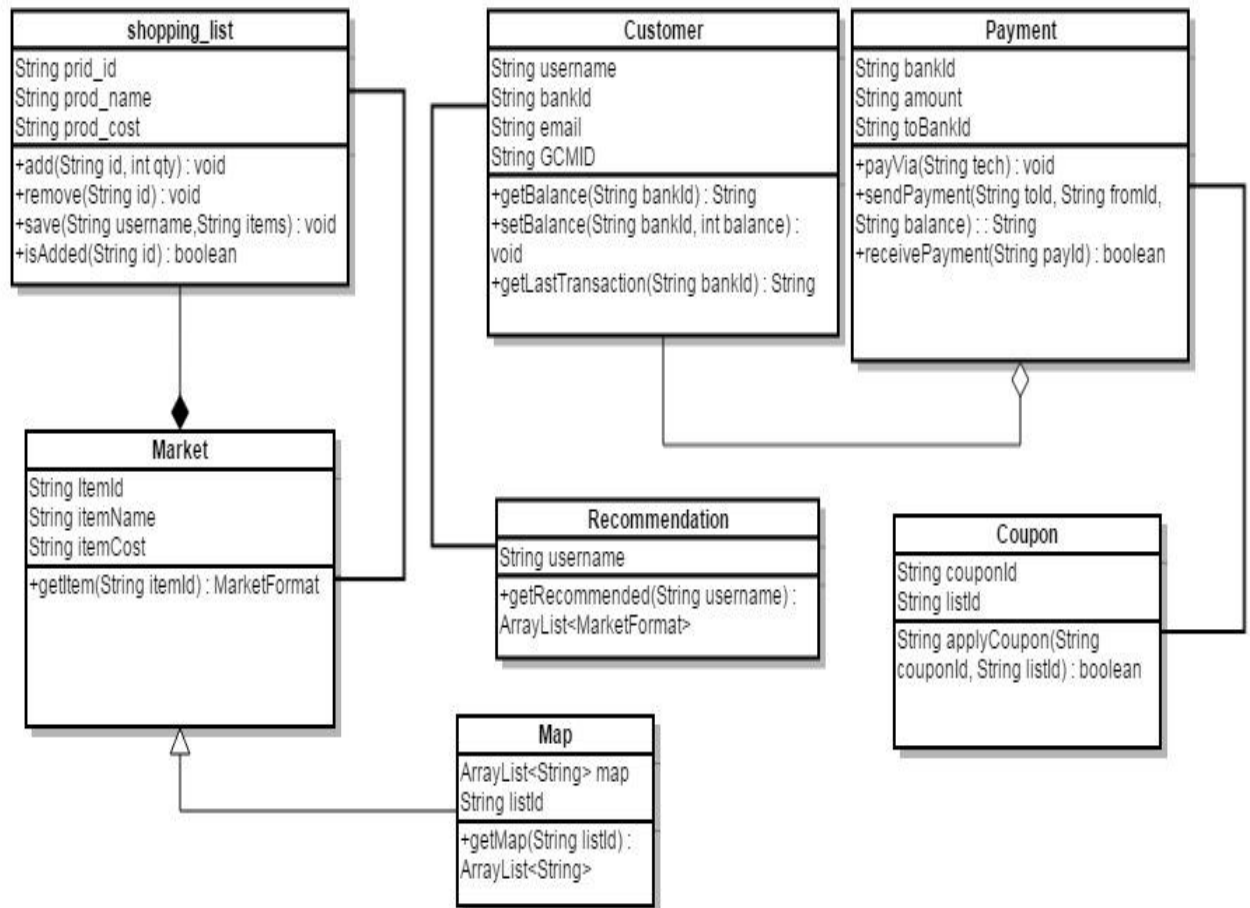 shopping_list
String prid_id
String prod_name
String prod_cost
+add(String id, int qty) : void
+remove(String id) : void
+save(String username,String items) : void
+isAdded(String id) : boolean
Customer
String username
String bankId
String email
String GCMID
+getBalance(String bankId) : String
+setBalance(String bankId, int balance) :
void
+getLastTransaction(String bankId) : String
Payment
String bankId
String amount
String toBankId
+payVia(String tech) : void
+sendPayment(String toId, String fromId,
String balance) : : String
+receivePayment(String payId) : boolean
Market
String ItemId
String itemName
String itemCost
+getItem(String itemId) : MarketFormat
Recommendation
String username
+getRecommended(String username) :
ArrayList<MarketFormat>
Coupon
String couponId
String listId
String applyCoupon(String
couponId, String listId) : boolean
Map
ArrayList<String> map
String listId
+getMap(String listId) :
ArrayList<String>